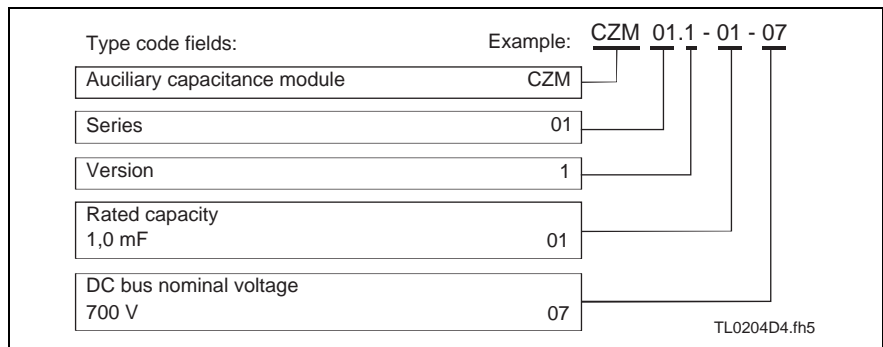 Type code fields: Example: CZM 01.1 - 01 - 07
Auciliary capacitance module CZM
Series 01
Version 1
Rated capacity
1,0 mF 01
DC bus nominal voltage
700 V 07
TL0204D4.fh5